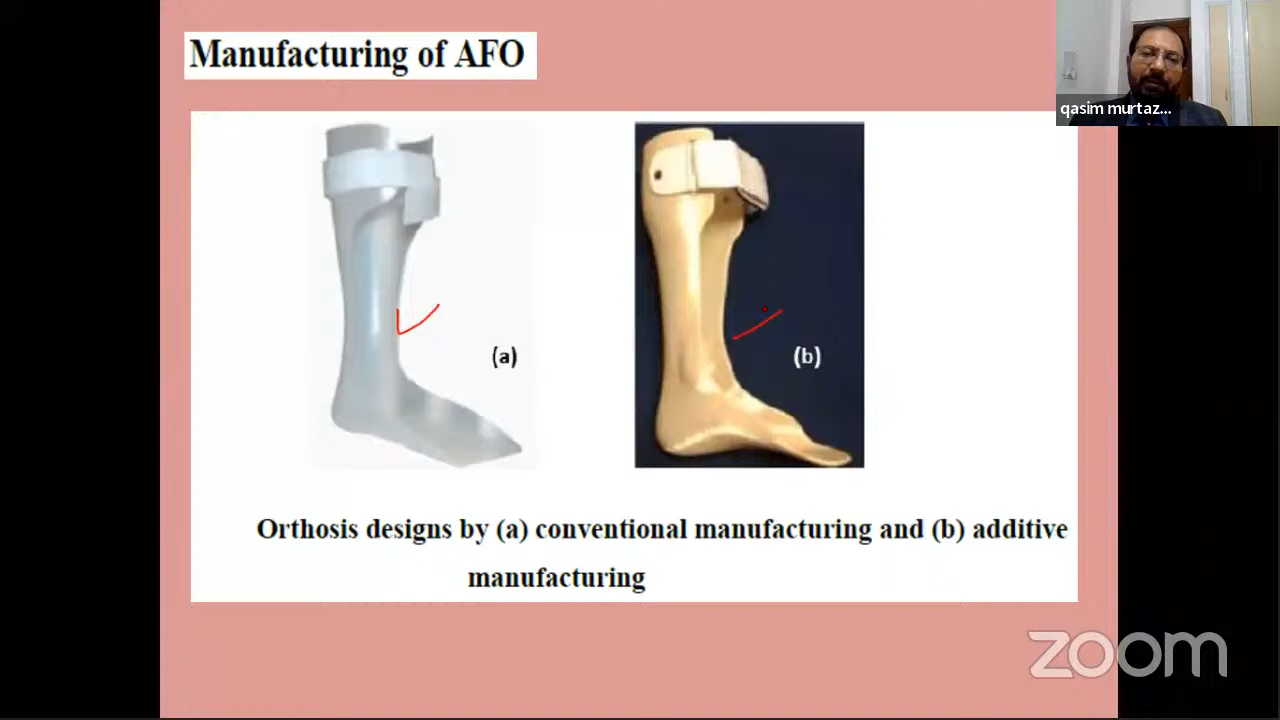 Manufacturing of AFO
qasim murtaz...
(a)
(b)
Orthosis designs by (a) conventional manufacturing and (b) additive
manufacturing
zoom